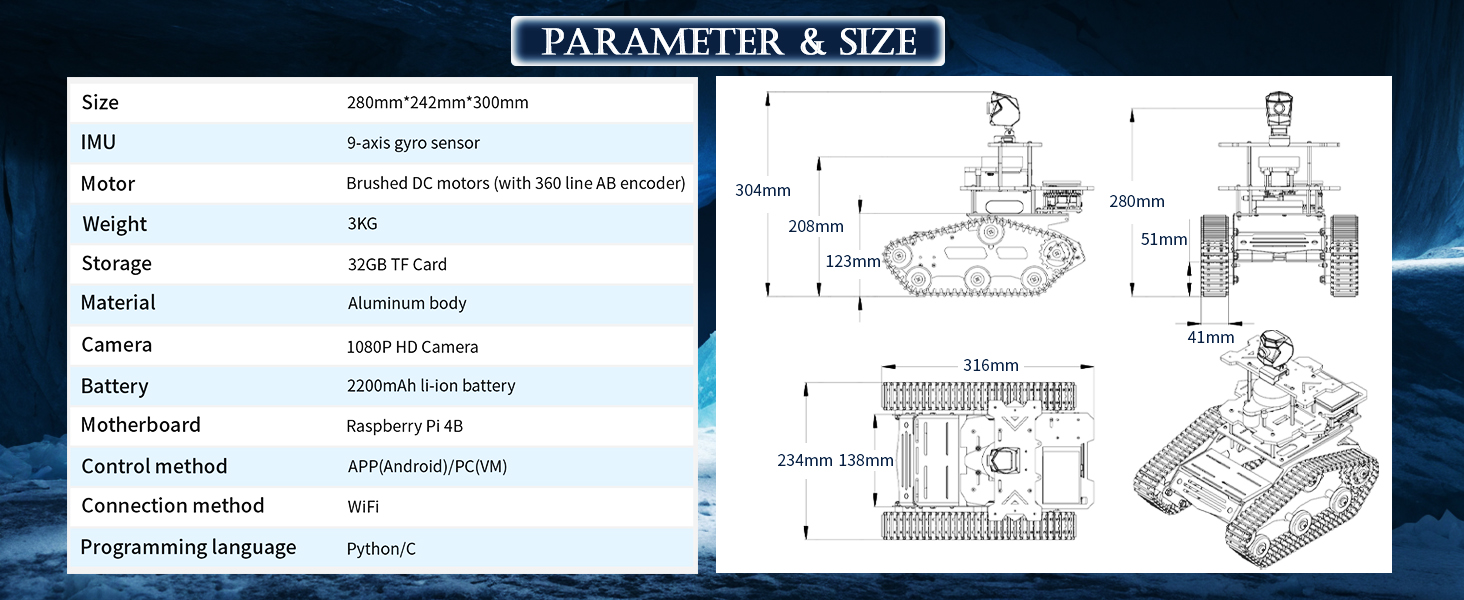 PARAMETER & SIZE
Size 280mm*242mm*300mm
IMU 9-axis gyro sensor
Motor Brushed DC motors (with 360 line AB encoder)
Weight 3KG
Storage 32GB TF Card
Material Aluminum body
Camera 1080P HD Camera
Battery 2200mAh li-ion battery
Motherboard Raspberry Pi 4B
Control method APP(Android)/PC(VM)
Connection method WiFi
Programming language Python/C
304mm
208mm
123mm
280mm
51mm
41mm
316mm
234mm 138mm